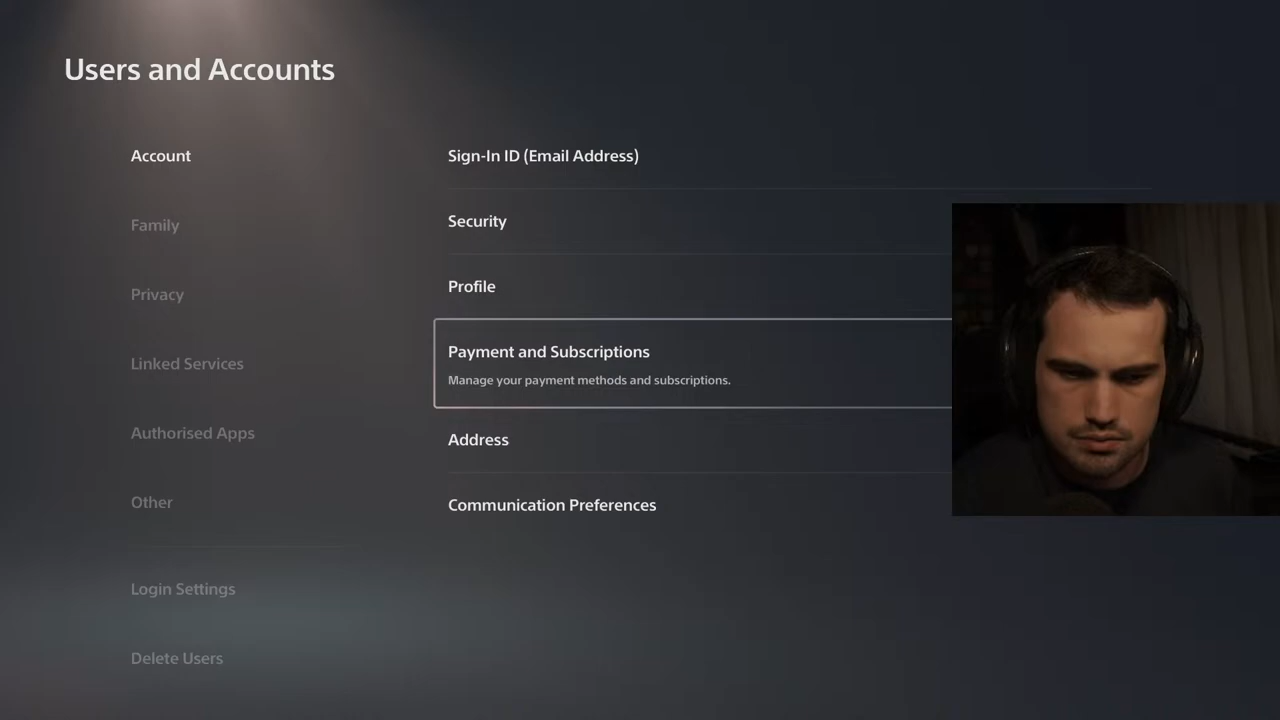 Users and Accounts
Account
Family
Privacy
Linked Services
Authorised Apps
Other
Login Settings
Delete Users
Sign-In ID (Email Address)
Security
Profile
Payment and Subscriptions
Manage your payment methods and subscriptions.
Address
Communication Preferences